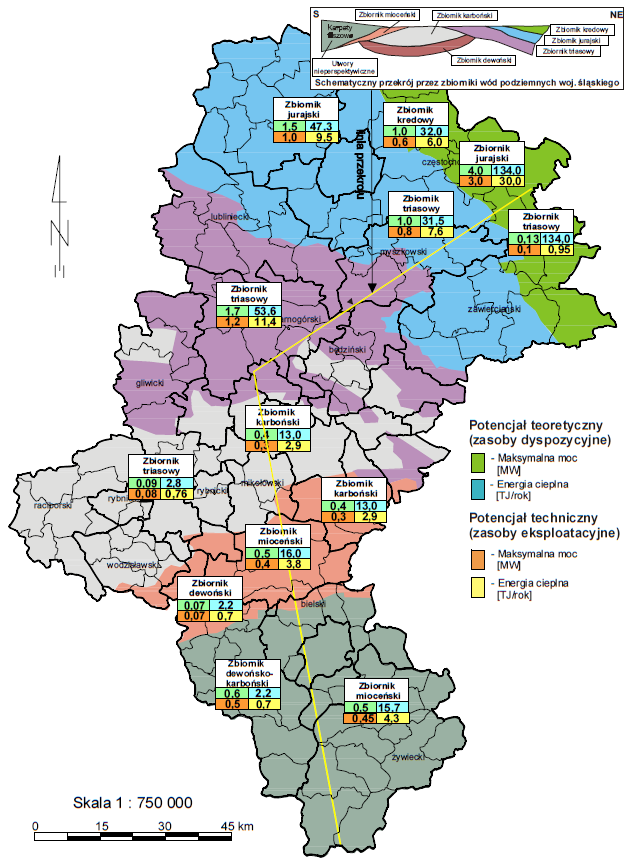 S
NE
Zbiornik mioceński
Zbiornik karboński
Zbiornik kredowy
Zbiornik jurajski
Zbiornik triasowy
Karpaty
fliszowe
Utwory
nieperspektywiczne
Zbiornik dewoński
Schematyczny przekrój przez zbiorniki wód podziemnych woj. śląskiego
linia przekroju
N
Zbiornik
jurajski
1,5 47,3
1,0 9,5
Zbiornik
kredowy
1,0 32,0
0,6 6,0
często
Zbiornik
jurajski
4,0 134,0
3,0 30,0
Zbiornik
triasowy
1,0 31,5
0,8 7,6
lubliniecki
Zbiornik
triasowy
0,13 134,0
0,1 0,95
myszkowski
Zbiornik
triasowy
1,7 53,6
1,2 11,4
nogórski
zawierciański
będziński
gliwicki
Zbiornik
karboński
0,4 13,0
0,3 2,9
Zbiornik
triasowy
0,09 2,8
0,08 0,76
raciborski
rybn
rybnicki
mikołowski
Zbiornik
karboński
0,4 13,0
0,3 2,9
Zbiornik
mioceński
0,5 16,0
0,4 3,8
wodzisławski
Zbiornik
dewoński
0,07 2,2
0,07 0,7
bielski
Zbiornik
dewońsko-
karboński
0,6 2,2
0,5 0,7
Zbiornik
mioceński
0,5 15,7
0,45 4,3
żywiecki
Potencjał teoretyczny
(zasoby dyspozycyjne)
- Maksymalna moc
[MW]
- Energia cieplna
[TJ/rok]
Potencjał techniczny
(zasoby eksploatacyjne)
- Maksymalna moc
[MW]
- Energia cieplna
[TJ/rok]
Skala 1 : 750 000
0 15 30 45 km